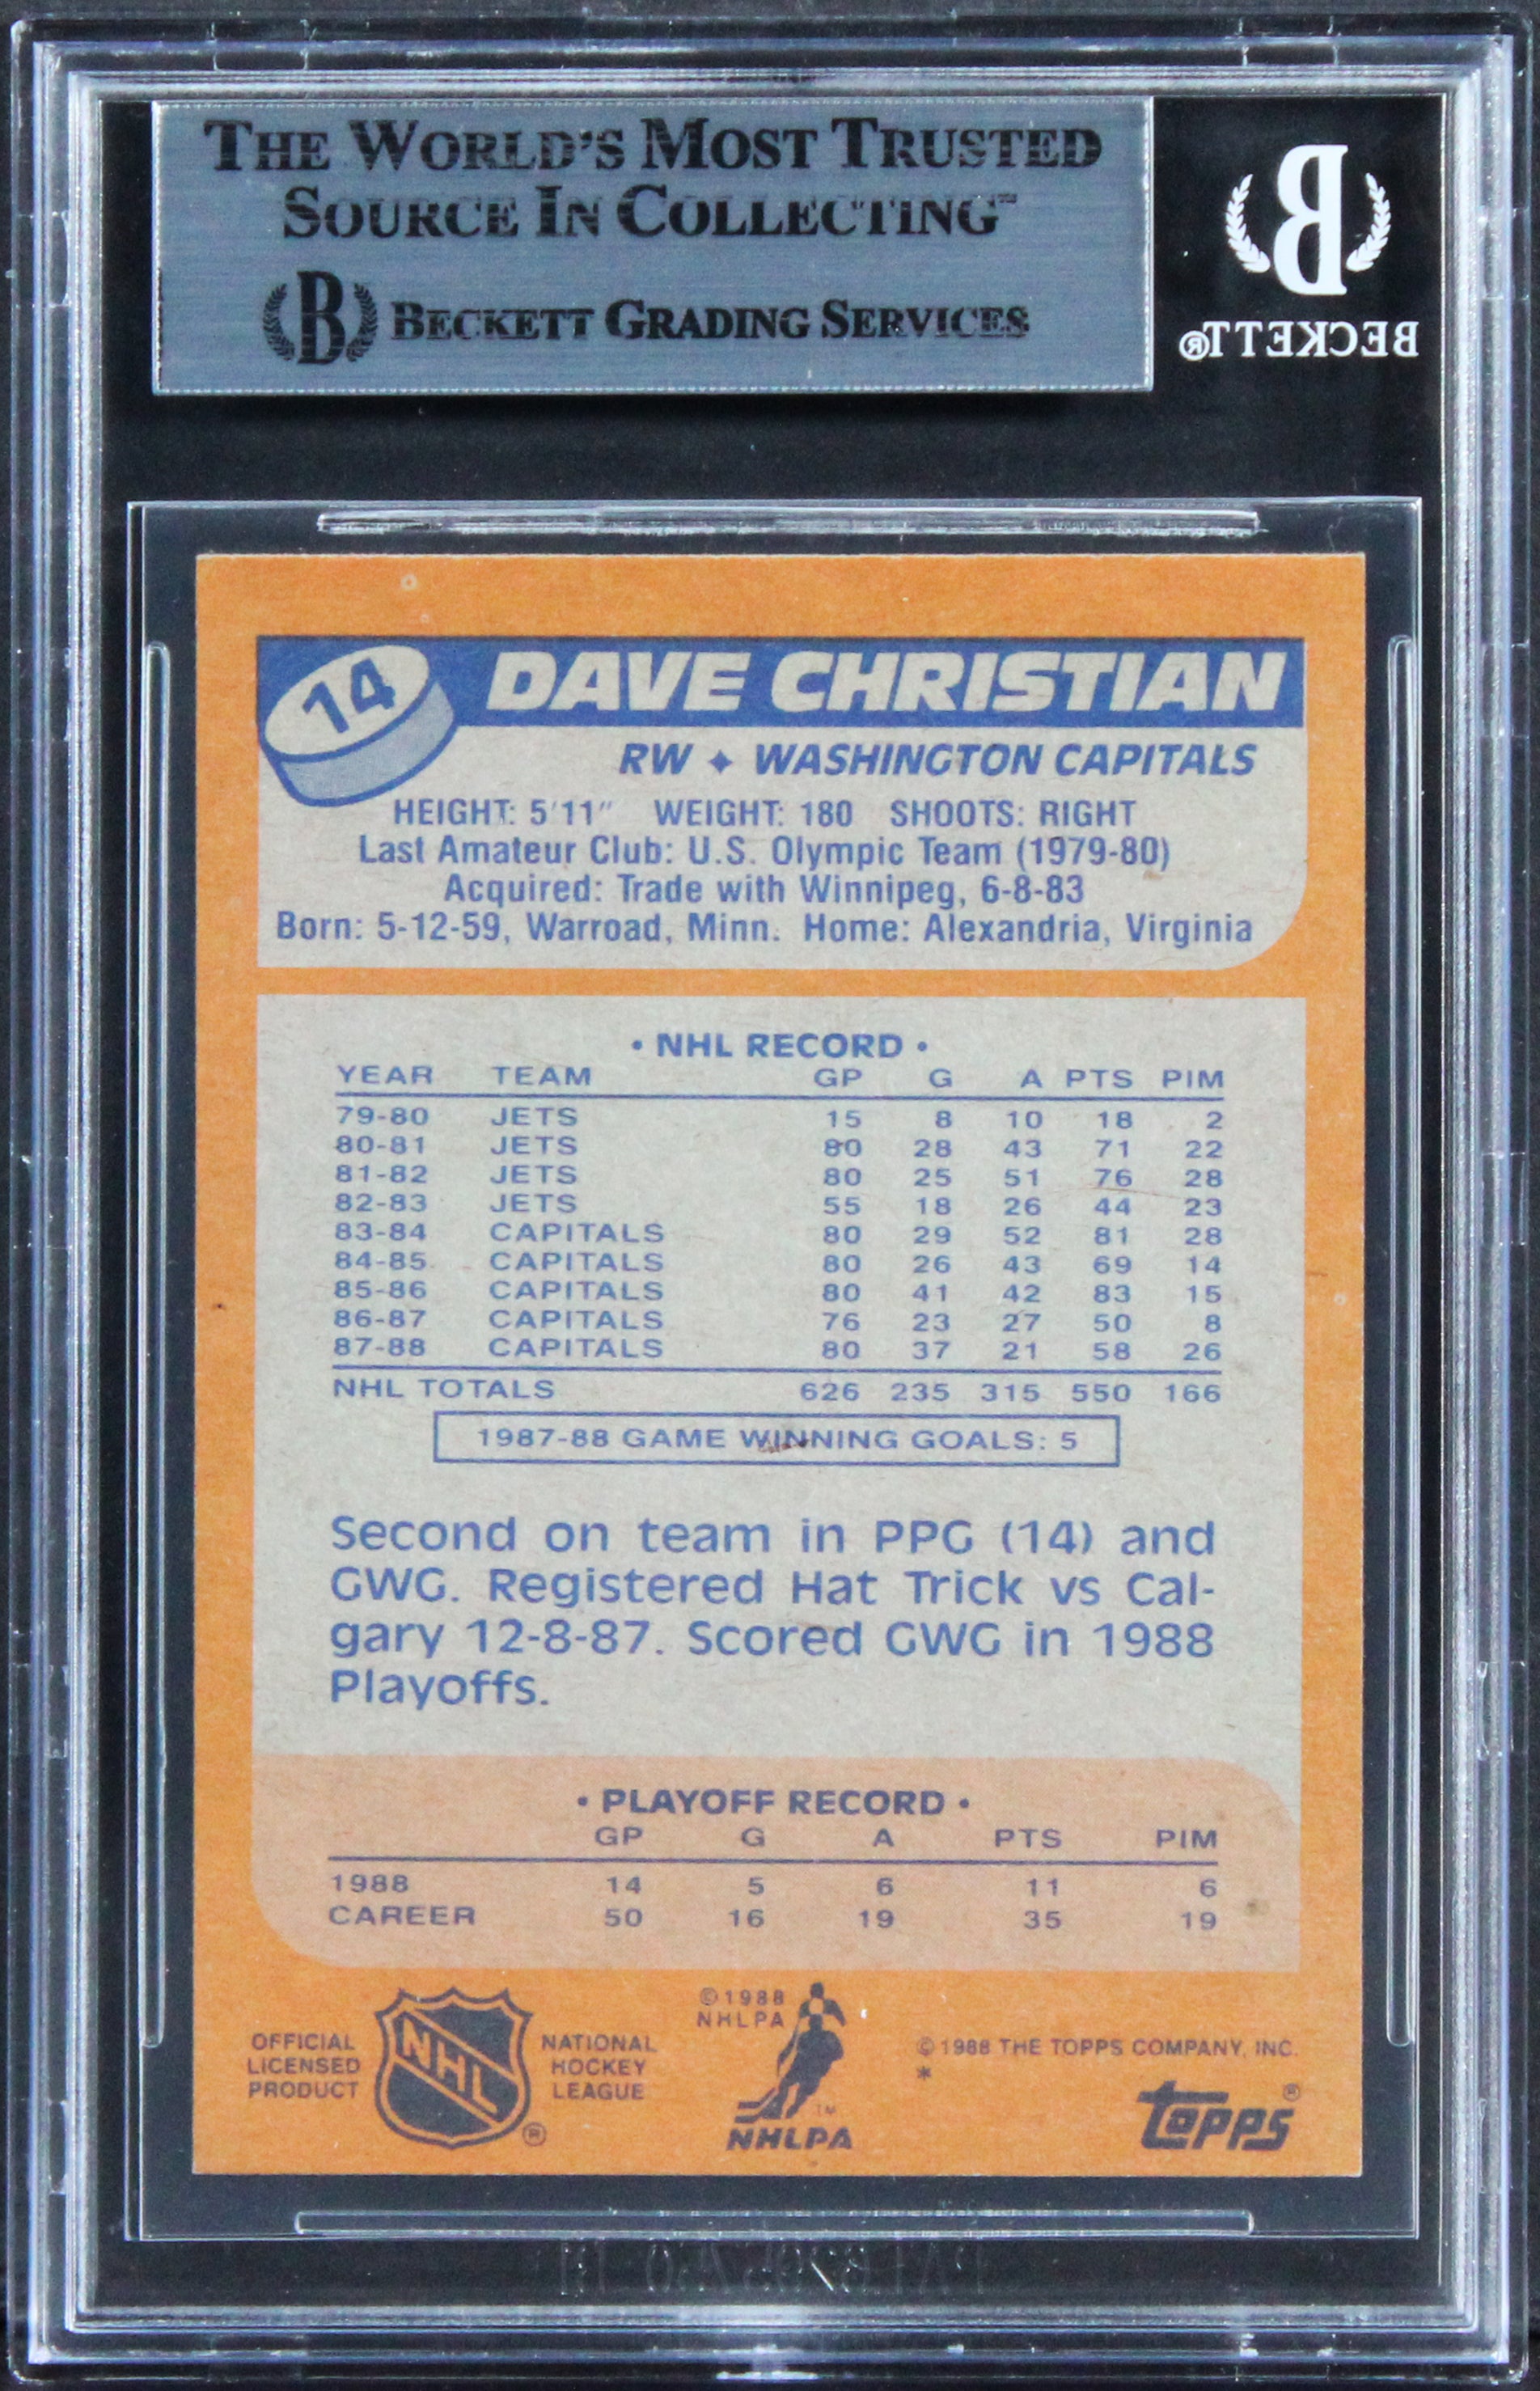 THE WORLD'S MOST TRUSTED
SOURCE IN COLLECTING™
B BECKETT GRADING SERVICES
B
BECKETT®
14 DAVE CHRISTIAN
RW ✦ WASHINGTON CAPITALS
HEIGHT: 5'11" WEIGHT: 180 SHOOTS: RIGHT
Last Amateur Club: U.S. Olympic Team (1979-80)
Acquired: Trade with Winnipeg, 6-8-83
Born: 5-12-59, Warroad, Minn. Home: Alexandria, Virginia
• NHL RECORD •
YEAR TEAM GP G A PTS PIM
79-80 JETS 15 8 10 18 2
80-81 JETS 80 28 43 71 22
81-82 JETS 80 25 51 76 28
82-83 JETS 55 18 26 44 23
83-84 CAPITALS 80 29 52 81 28
84-85 CAPITALS 80 26 43 69 14
85-86 CAPITALS 80 41 42 83 15
86-87 CAPITALS 76 23 27 50 8
87-88 CAPITALS 80 37 21 58 26
NHL TOTALS 626 235 315 550 166
1987-88 GAME WINNING GOALS: 5
Second on team in PPG (14) and
GWG. Registered Hat Trick vs Cal-
gary 12-8-87. Scored GWG in 1988
Playoffs.
• PLAYOFF RECORD •
GP G A PTS PIM
1988 14 5 6 11 6
CAREER 50 16 19 35 19
OFFICIAL
LICENSED
PRODUCT
NHL ®
NATIONAL
HOCKEY
LEAGUE
©1988
NHLPA
TM
NHLPA
©1988 THE TOPPS COMPANY, INC.
*
topps®